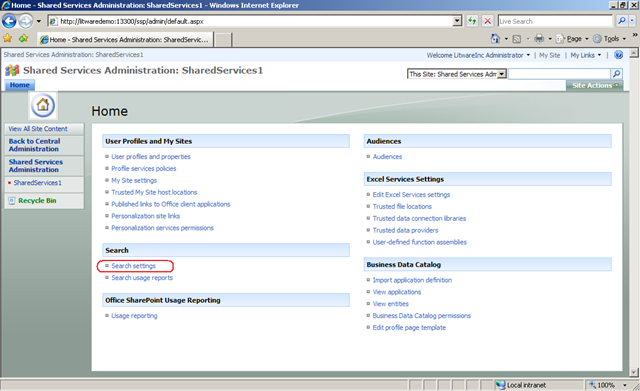 Home - Shared Services Administration: SharedServices1 - Windows Internet Explorer
http://litwaredemo:13300/ssp/admin/default.aspx
Home - Shared Services Administration: SharedServic...
Page
Tools
Shared Services Administration: SharedServices1
Welcome LitwareInc Administrator
My Site
My Links
Shared Services Administration: SharedServices1
This Site: Shared Services Adm
Home
Site Actions
Home
View All Site Content
Back to Central
Administration
Shared Services
Administration
SharedServices1
Recycle Bin
User Profiles and My Sites
User profiles and properties
Profile services policies
My Site settings
Trusted My Site host locations
Published links to Office client applications
Personalization site links
Personalization services permissions
Search
Search settings
Search usage reports
Office SharePoint Usage Reporting
Usage reporting
Audiences
Audiences
Excel Services Settings
Edit Excel Services settings
Trusted file locations
Trusted data connection libraries
Trusted data providers
User-defined function assemblies
Business Data Catalog
Import application definition
View applications
View entities
Business Data Catalog permissions
Edit profile page template
Local intranet
100%